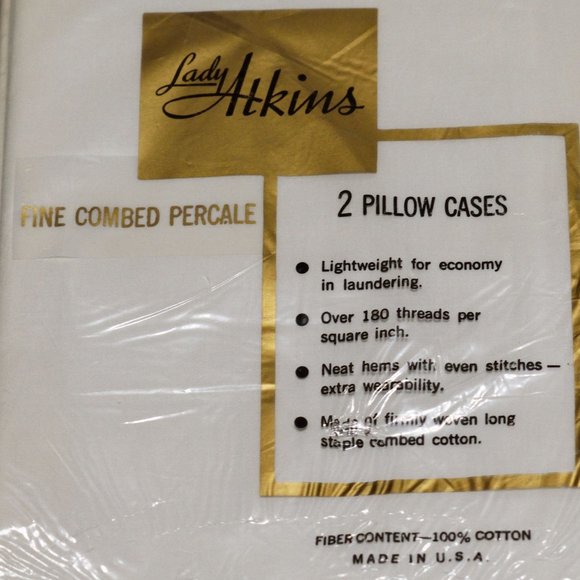 Lady
Atkins
FINE COMBED PERCALE
2 PILLOW CASES
● Lightweight for economy
in laundering.
● Over 180 threads per
square inch.
● Neat hems with even stitches—
extra wearability.
● Made of firmly woven long
staple combed cotton.
FIBER CONTENT—100% COTTON
MADE IN U.S.A.